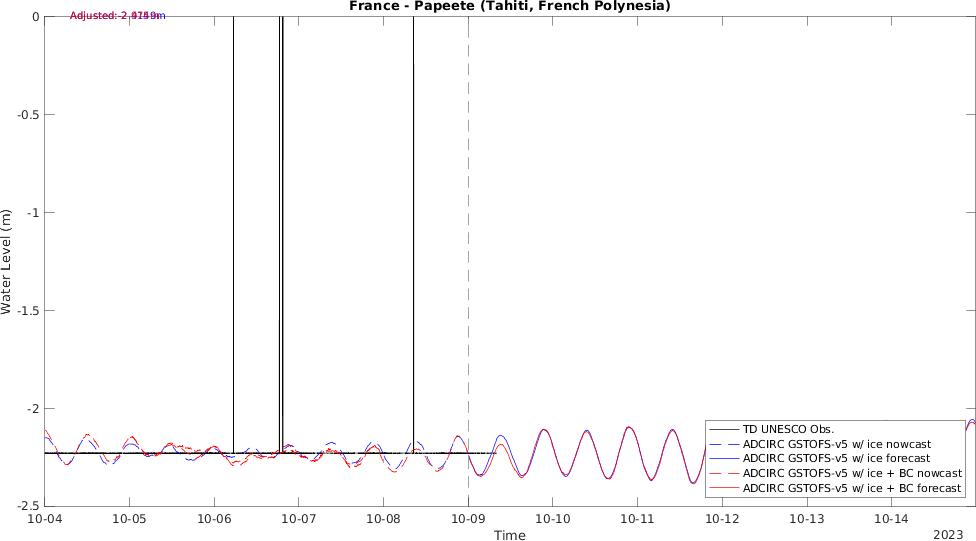 France - Papeete (Tahiti, French Polynesia)
Adjusted:
0
-0.5
-1
-1.5
-2
-2.5
Water Level (m)
TD UNESCO Obs.
ADCIRC GSTOFS-v5 w/ ice nowcast
ADCIRC GSTOFS-v5 w/ ice forecast
ADCIRC GSTOFS-v5 w/ ice + BC nowcast
ADCIRC GSTOFS-v5 w/ ice + BC forecast
10-04 10-05 10-06 10-07 10-08 10-09 10-10 10-11 10-12 10-13 10-14
Time
2023